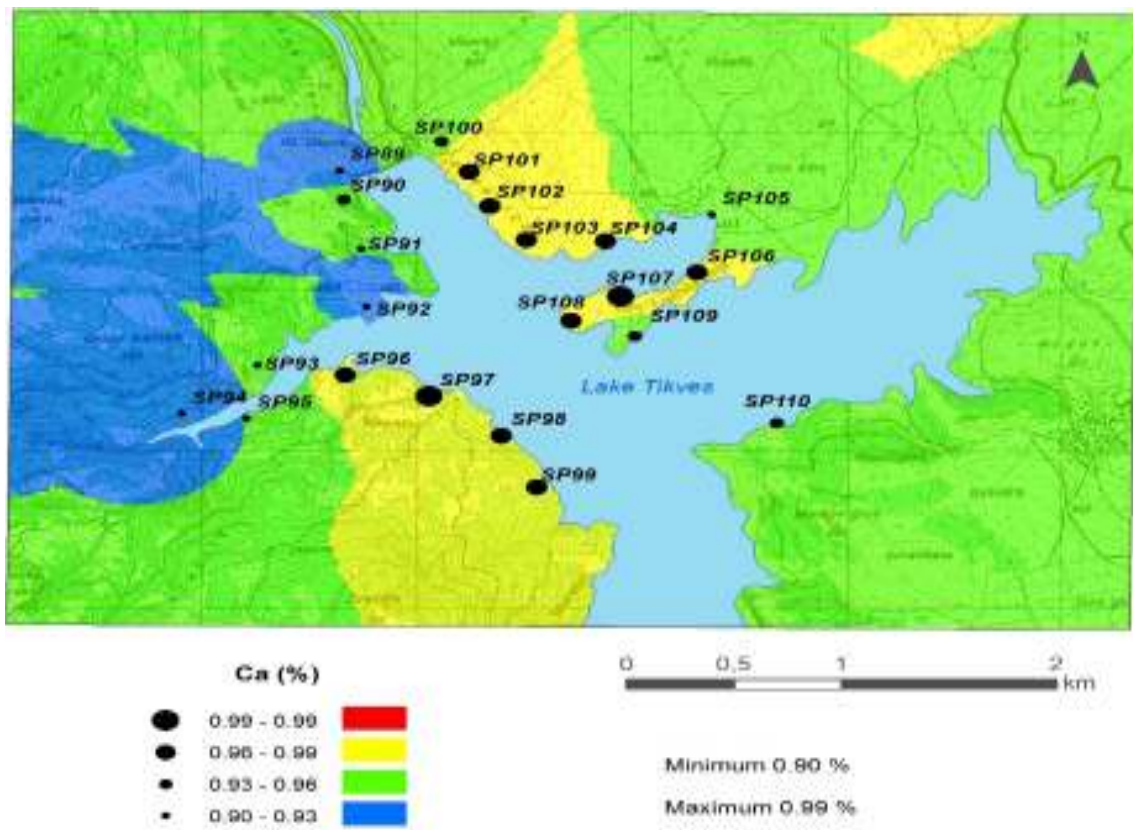 N
SP100
SP89
SP101
SP90
SP102
SP105
SP91
SP103
SP104
SP106
SP107
SP108
SP92
SP109
SP93
SP96
Lake Tikves
SP97
SP94
SP95
SP110
SP98
SP99
Ca (%)
0 0.5 1 2
km
0.99 - 0.99
0.96 - 0.99
0.93 - 0.96
0.90 - 0.93
Minimum 0.90 %
Maximum 0.99 %